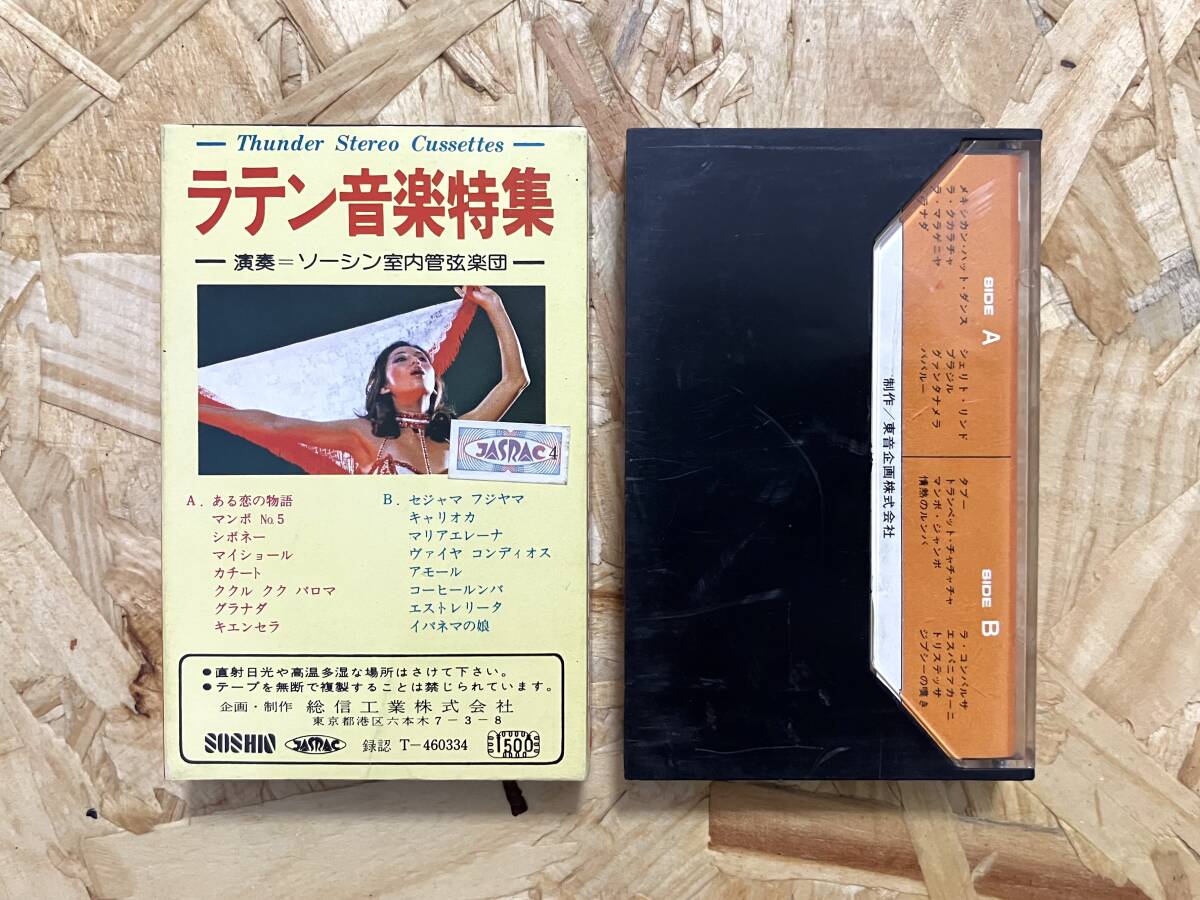 Thunder Stereo Cussettes
ラテン音楽特集
演奏＝ソーシン室内管弦楽団
JASRAC 4
A. ある恋の物語
マンボ No.5
シボネー
マイショール
カチート
ククル クク パロマ
グラナダ
キエンセラ
B. セジャマ フジヤマ
キャリオカ
マリアエレーナ
ヴァイヤ コンディオス
アモール
コーヒールンバ
エストレリータ
イパネマの娘
●直射日光や高温多湿な場所はさけて下さい。
●テープを無断で複製することは禁じられています。
企画・制作 総信工業株式会社
東京都港区六本木7－3－8
SOSHIN JASRAC 録認 T－460334 1500
SIDE A
メキシカン・ハット・ダンス
ラ・クカラチャ
ラ・マラゲニヤ
グラナダ
シェリト・リンド
ブラジル
グァンタナメラ
ババルー
SIDE B
タブー
トランペット・チャチャチャ
マンボ・ジャンボ
情熱のルンバ
ラ・コンパルサ
エスパニアカーニ
トリステッサ
ジプシーの嘆き
制作／東音企画株式会社